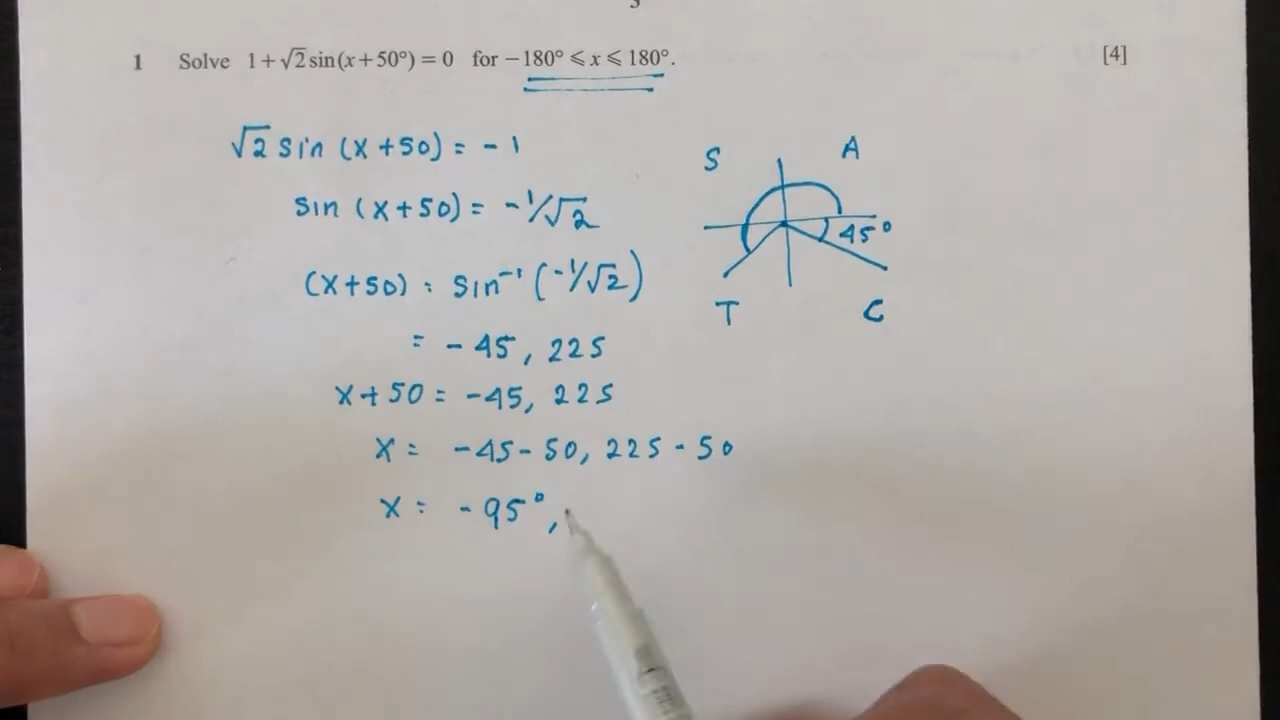 1 Solve 1+√2 sin(x+50°) = 0 for −180° ⩽ x ⩽ 180°. [4]
√2 sin (x+50) = - 1
sin (x+50) = -1/√2
(x+50) = sin⁻¹ (-1/√2)
= - 45, 225
x+50 = -45, 225
x = -45-50, 225-50
x = -95°,
S A
45°
T C